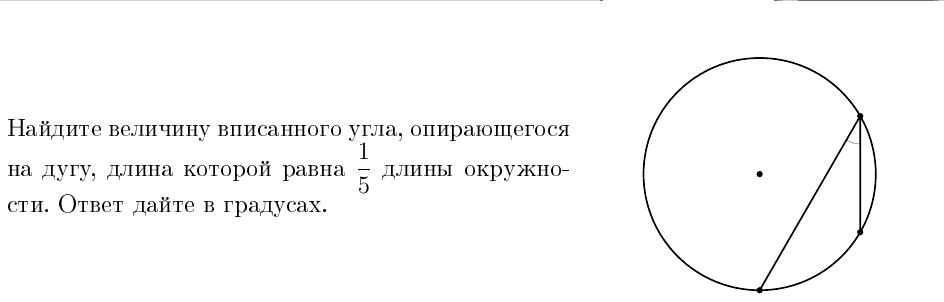 Найдите величину вписанного угла, опирающегося
на дугу, длина которой равна 1/5 длины окружно-
сти. Ответ дайте в градусах.